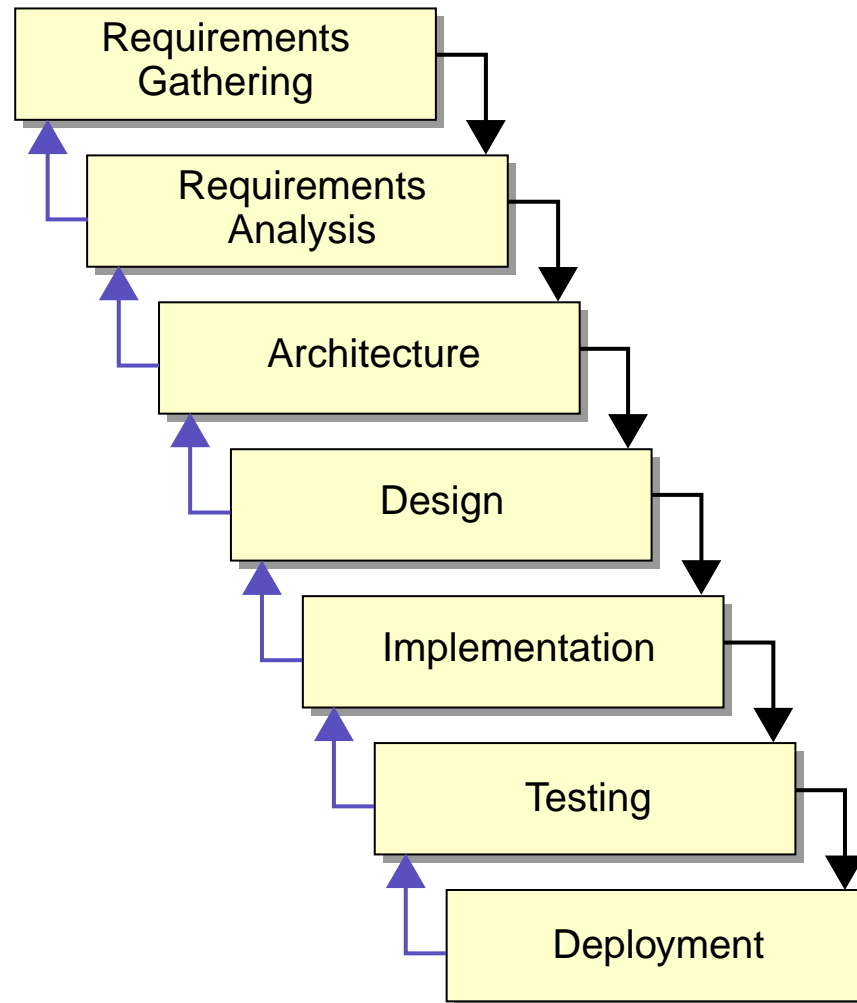 Requirements
Gathering
Requirements
Analysis
Architecture
Design
Implementation
Testing
Deployment